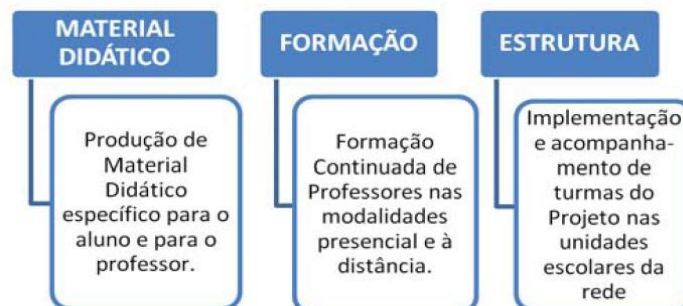 MATERIAL
DIDÁTICO
Produção de
Material
Didático
específico para o
aluno e para o
professor.
FORMAÇÃO
Formação
Continuada de
Professores nas
modalidades
presencial e à
distância.
ESTRUTURA
Implementação
e acompanha-
mento de
turmas do
Projeto nas
unidades
escolares da
rede